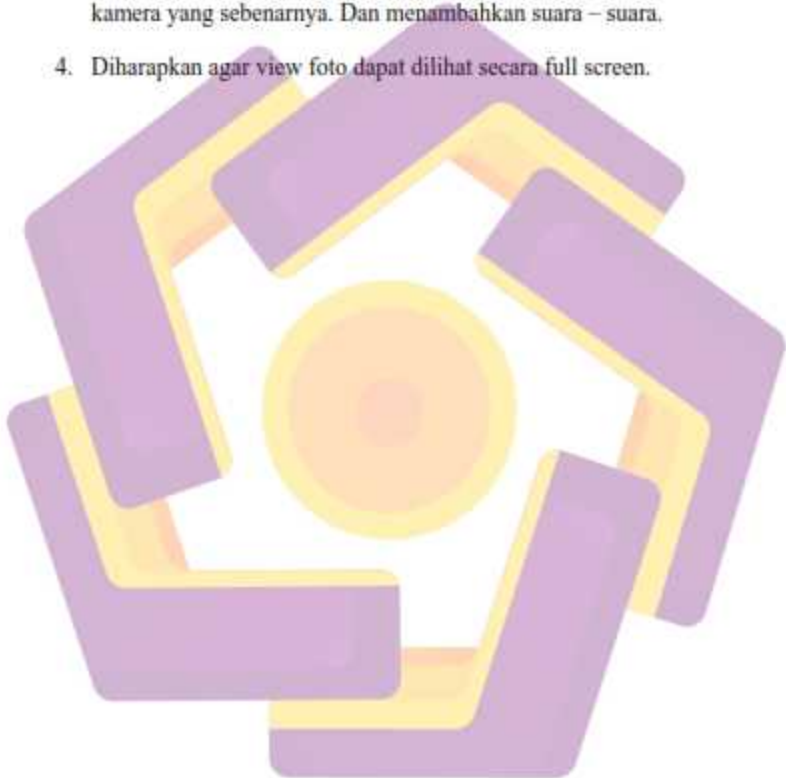 kamera yang sebenarnya. Dan menambahkan suara – suara.
4. Diharapkan agar view foto dapat dilihat secara full screen.